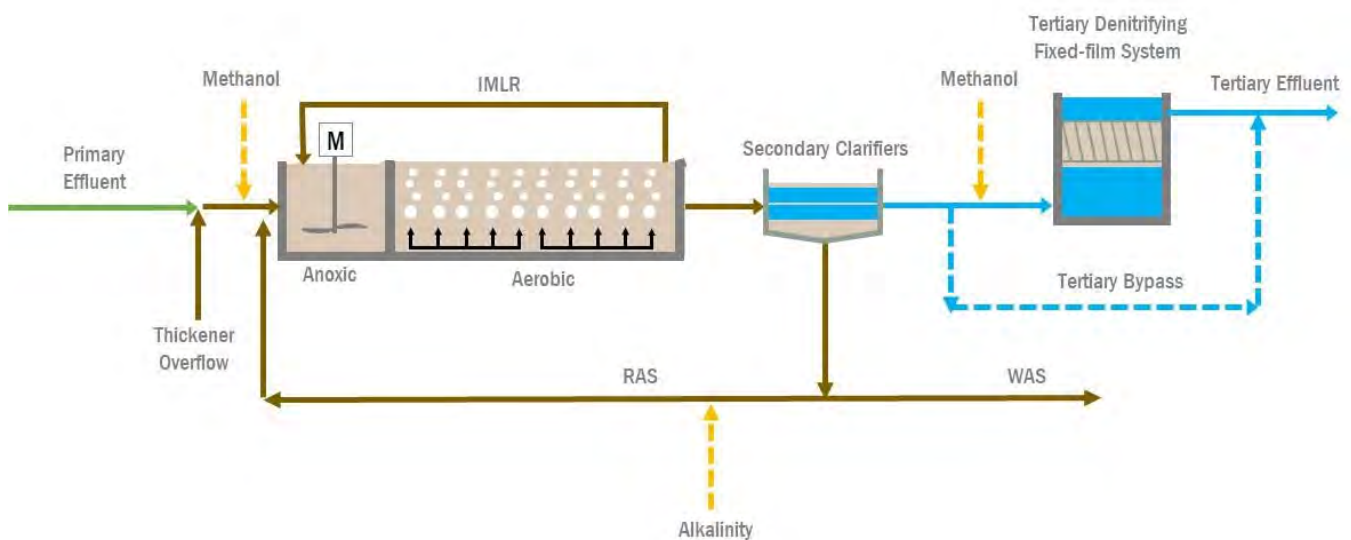 Tertiary Denitrifying
Fixed-film System
Methanol
IMLR
Methanol
Tertiary Effluent
M
Primary
Effluent
Secondary Clarifiers
Anoxic
Aerobic
Tertiary Bypass
Thickener
Overflow
RAS
WAS
Alkalinity